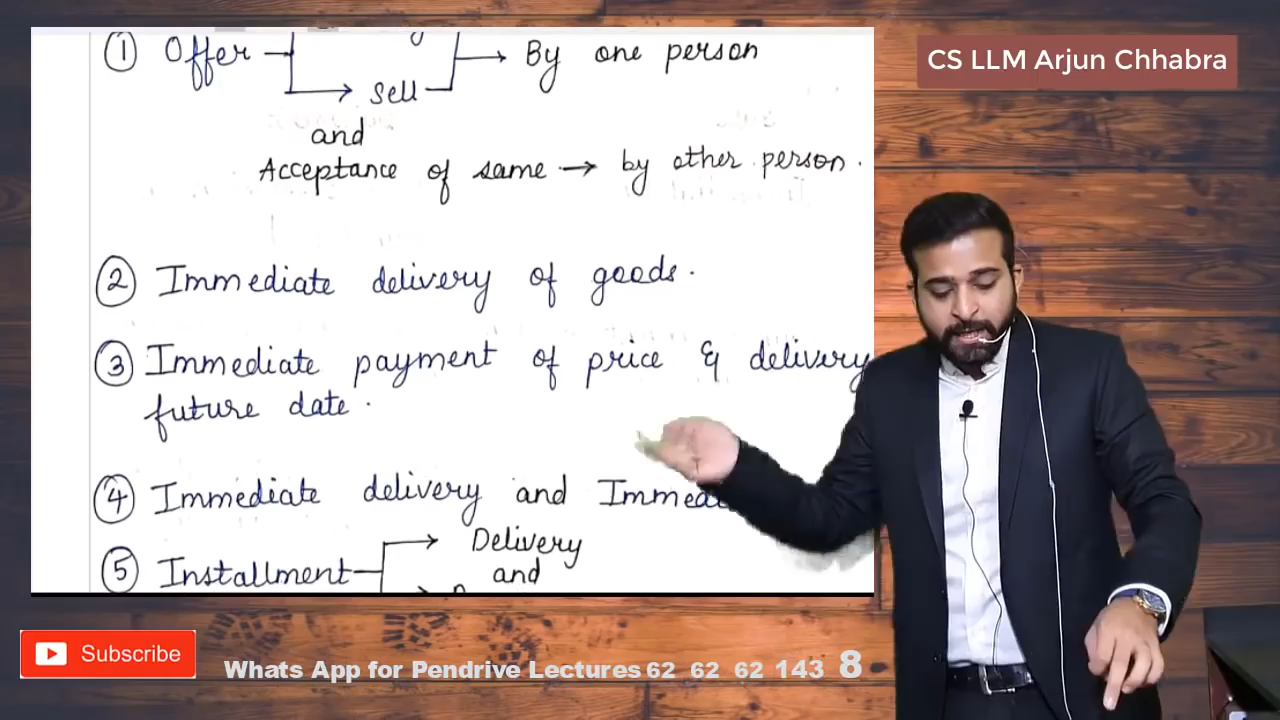 CS LLM Arjun Chhabra
① Offer → By one person
→ Sell
and
Acceptance of same → by other person.
② Immediate delivery of goods.
③ Immediate payment of price & delivery
future date.
④ Immediate delivery and
⑤ Installment → Delivery
and
Subscribe
Whats App for Pendrive Lectures 62 62 62 143 8